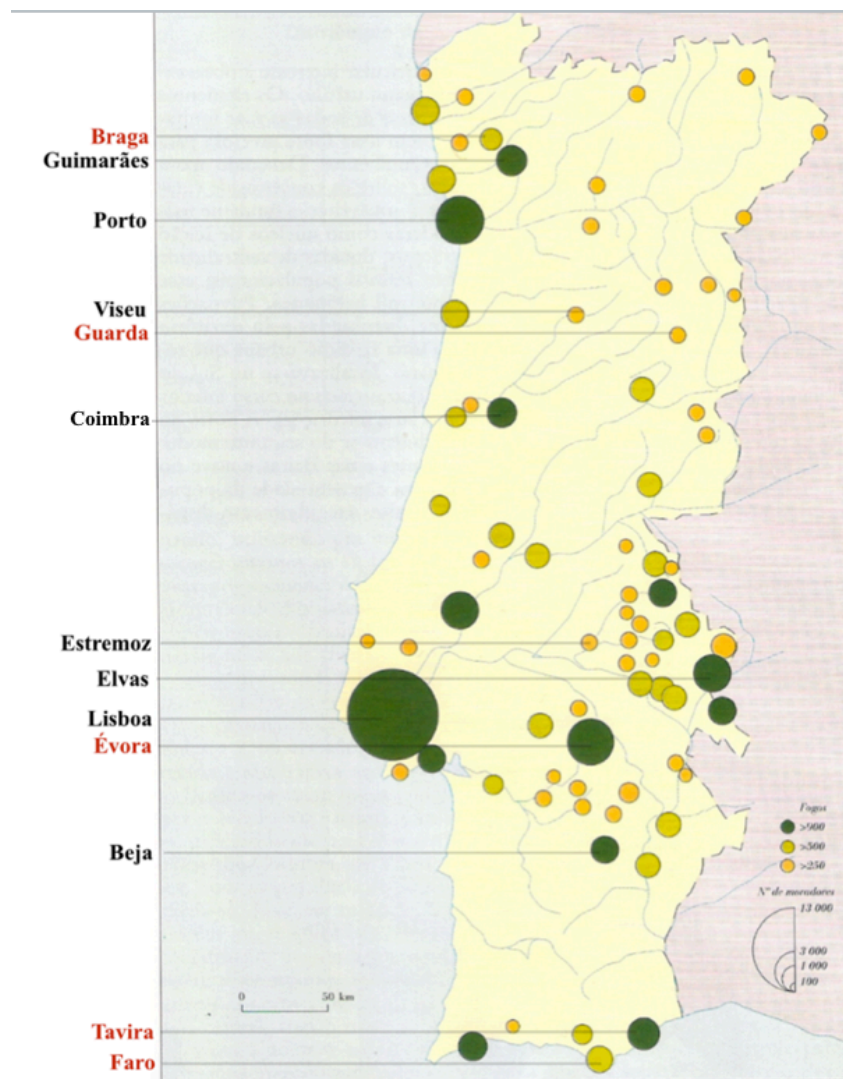 Braga
Guimarães
Porto
Viseu
Guarda
Coimbra
Estremoz
Elvas
Lisboa
Évora
Beja
Tavira
Faro
Fogos
>900
>500
>250
Nº de moradores
13 000
3 000
1 000
100
0 50 km